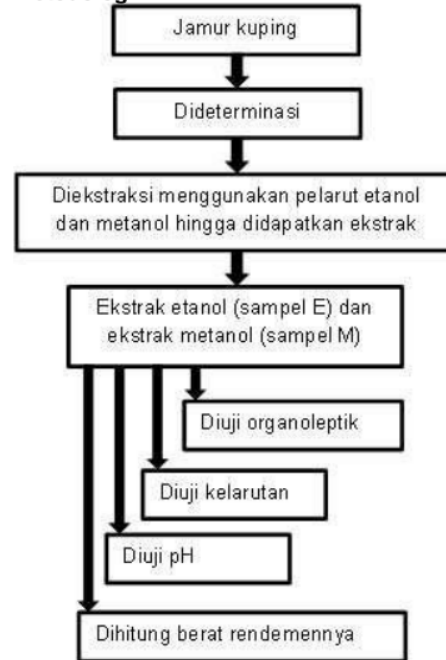 Jamur kuping
Dideterminasi
Diekstraksi menggunakan pelarut etanol
dan metanol hingga didapatkan ekstrak
Ekstrak etanol (sampel E) dan
ekstrak metanol (sampel M)
Diuji organoleptik
Diuji kelarutan
Diuji pH
Dihitung berat rendemennya